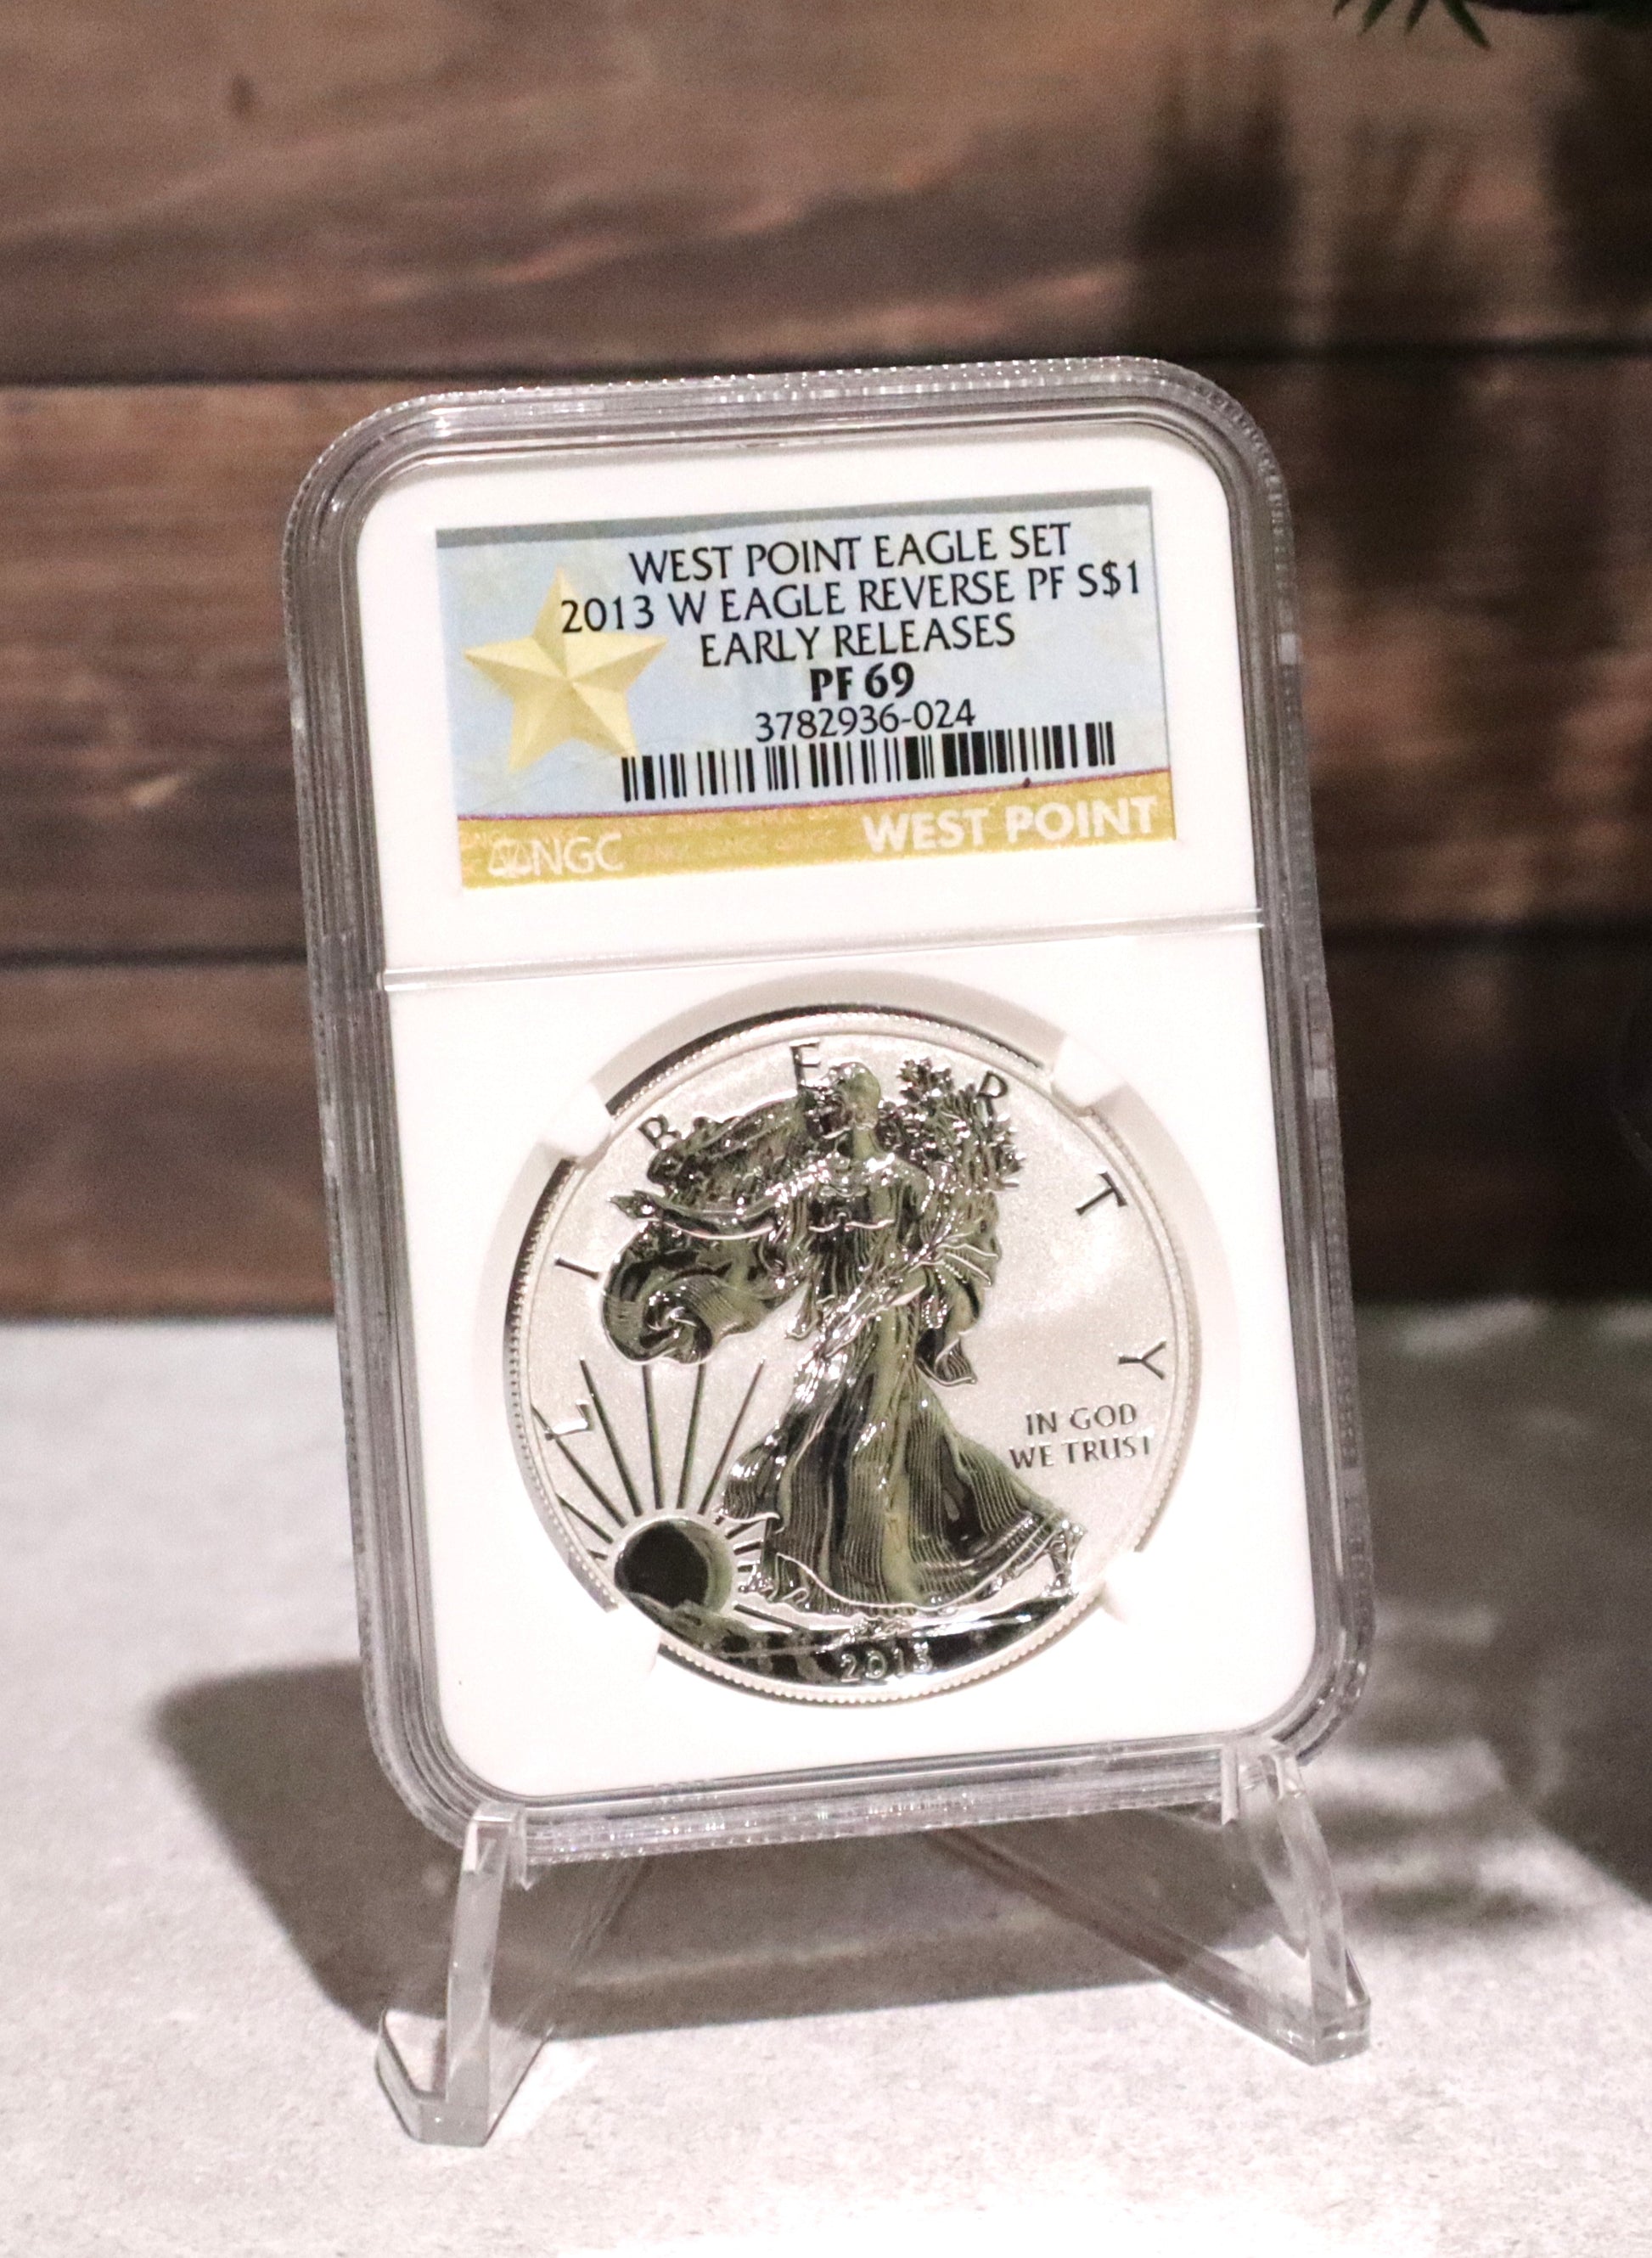 WEST POINT EAGLE SET
2013 W EAGLE REVERSE PF S$1
EARLY RELEASES
PF 69
3782936-024
NGC WEST POINT
LIBERTY
IN GOD
WE TRUST
2013